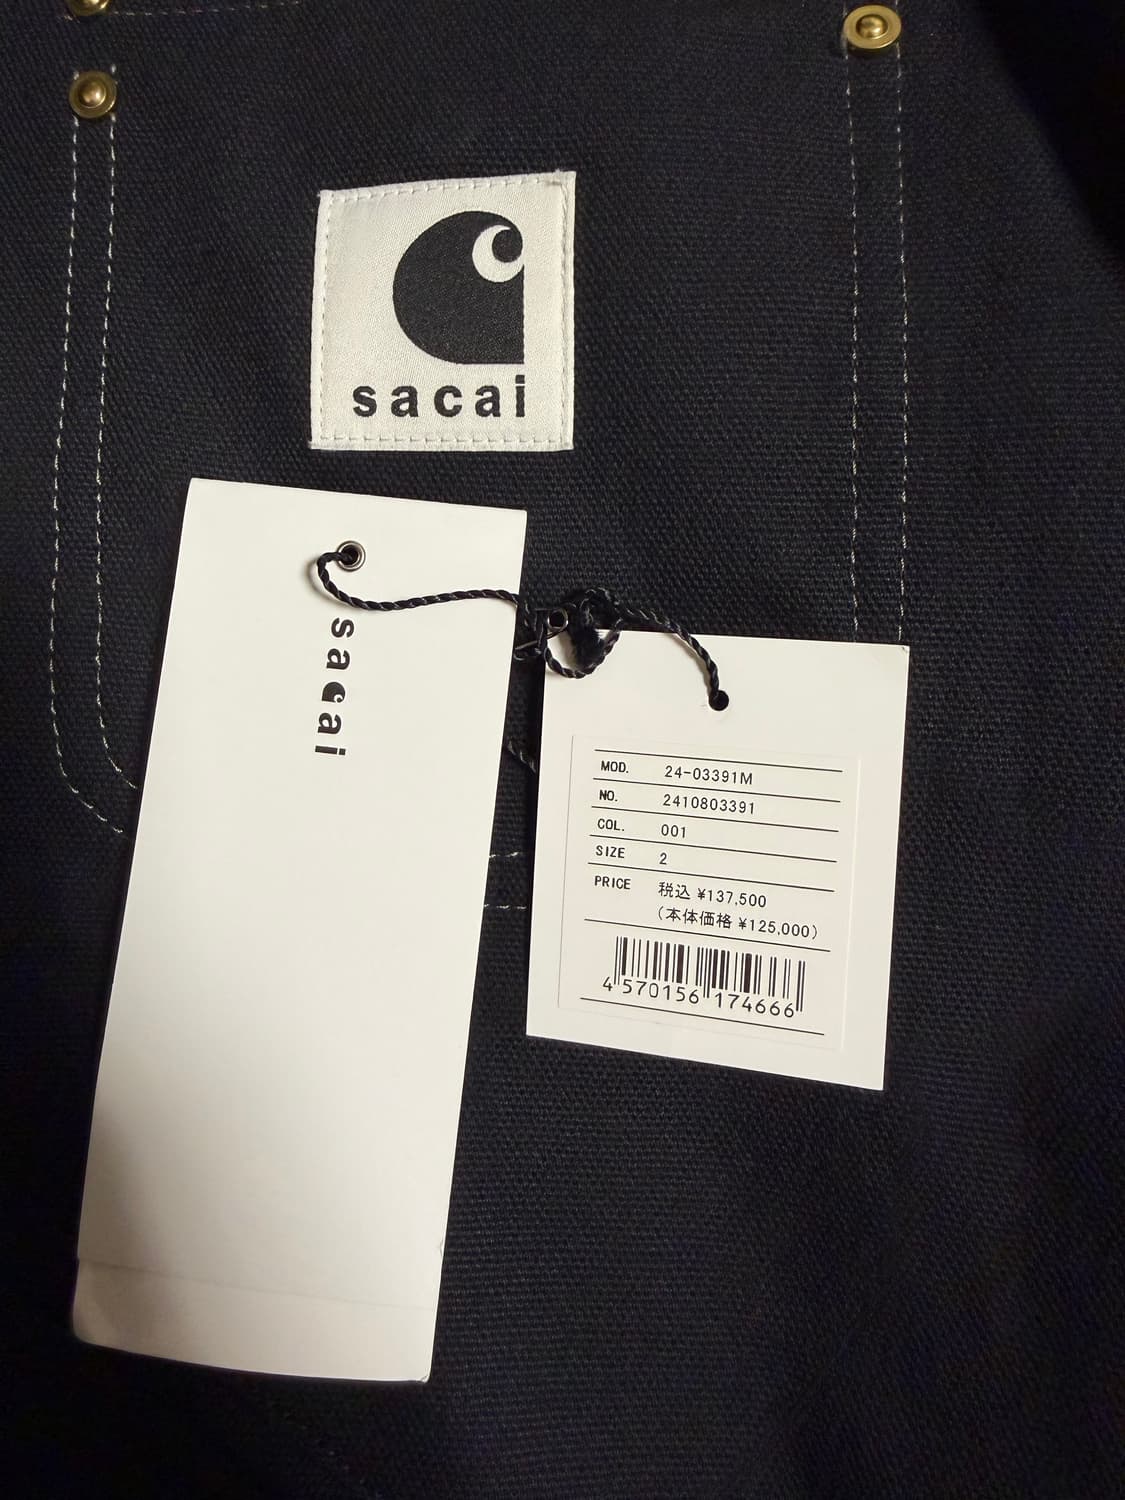 sacai
sacai
MOD. 24-03391M
NO. 2410803391
COL. 001
SIZE 2
PRICE 税込 ¥137,500
(本体価格 ¥125,000)
4 570156 174666